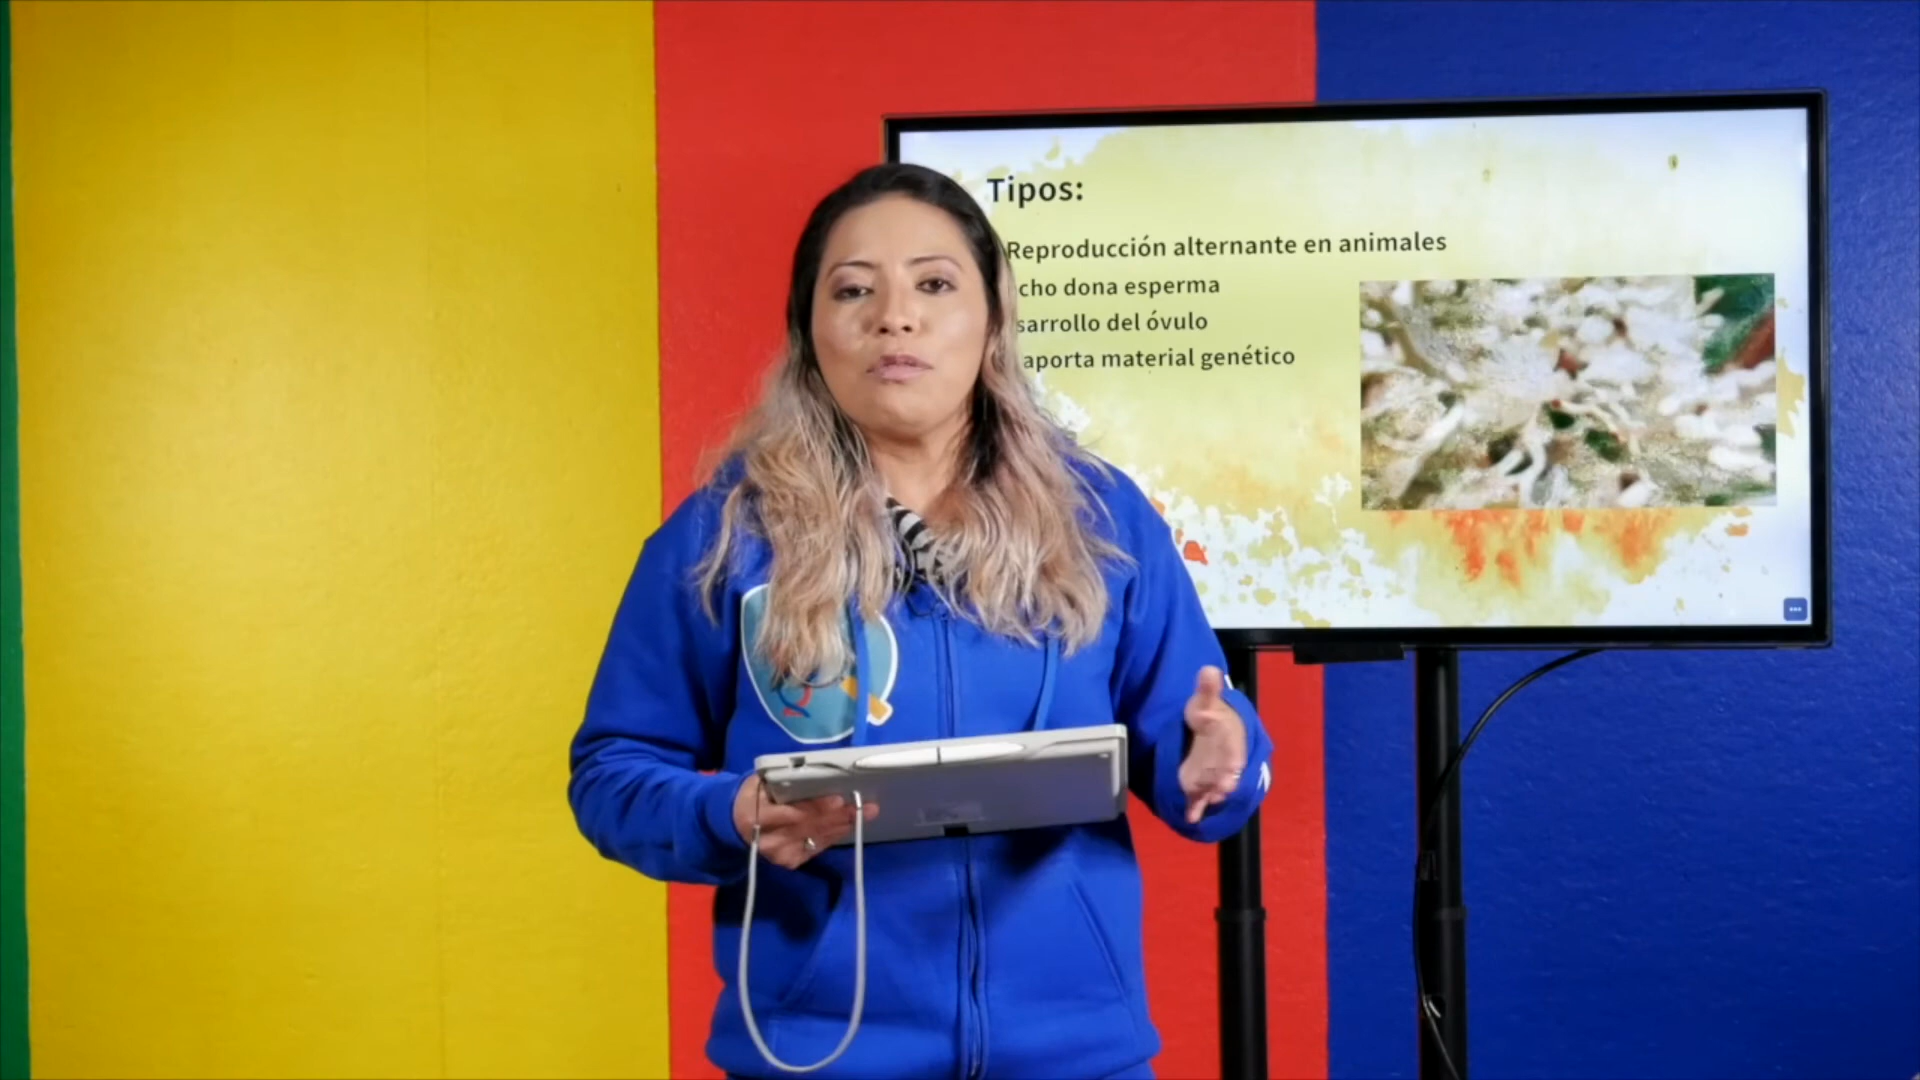 Tipos:
Reproducción alternante en animales
cho dona esperma
sarrollo del óvulo
aporta material genético